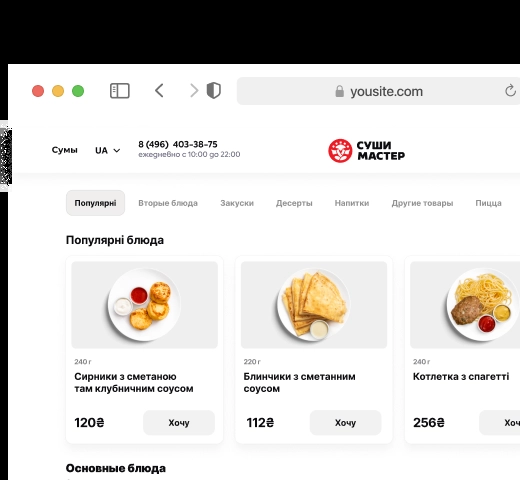 yousite.com
Сумы UA 8 (496) 403-38-75
ежедневно с 10:00 до 22:00
СУШИ
МАСТЕР
Популярні Вторые блюда Закуски Десерты Напитки Другие товары Пицца
Популярні блюда
240 г 220 г 240 г
Сирники з сметаною Блинчики з сметанним Котлетка з спагетті
там клубничним соусом соусом
120₴ Хочу 112₴ Хочу 256₴
Основные блюда